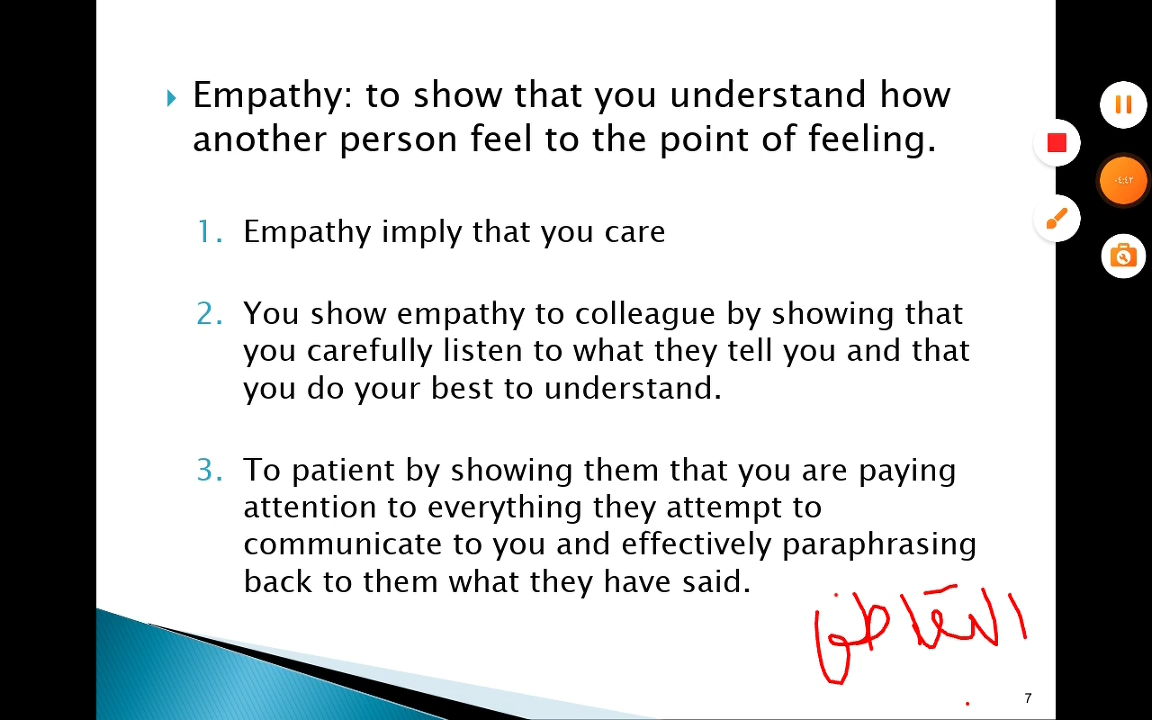 Empathy: to show that you understand how
another person feel to the point of feeling.
1. Empathy imply that you care
2. You show empathy to colleague by showing that
you carefully listen to what they tell you and that
you do your best to understand.
3. To patient by showing them that you are paying
attention to everything they attempt to
communicate to you and effectively paraphrasing
back to them what they have said.
التعاطف
7
٠٤:٤٢